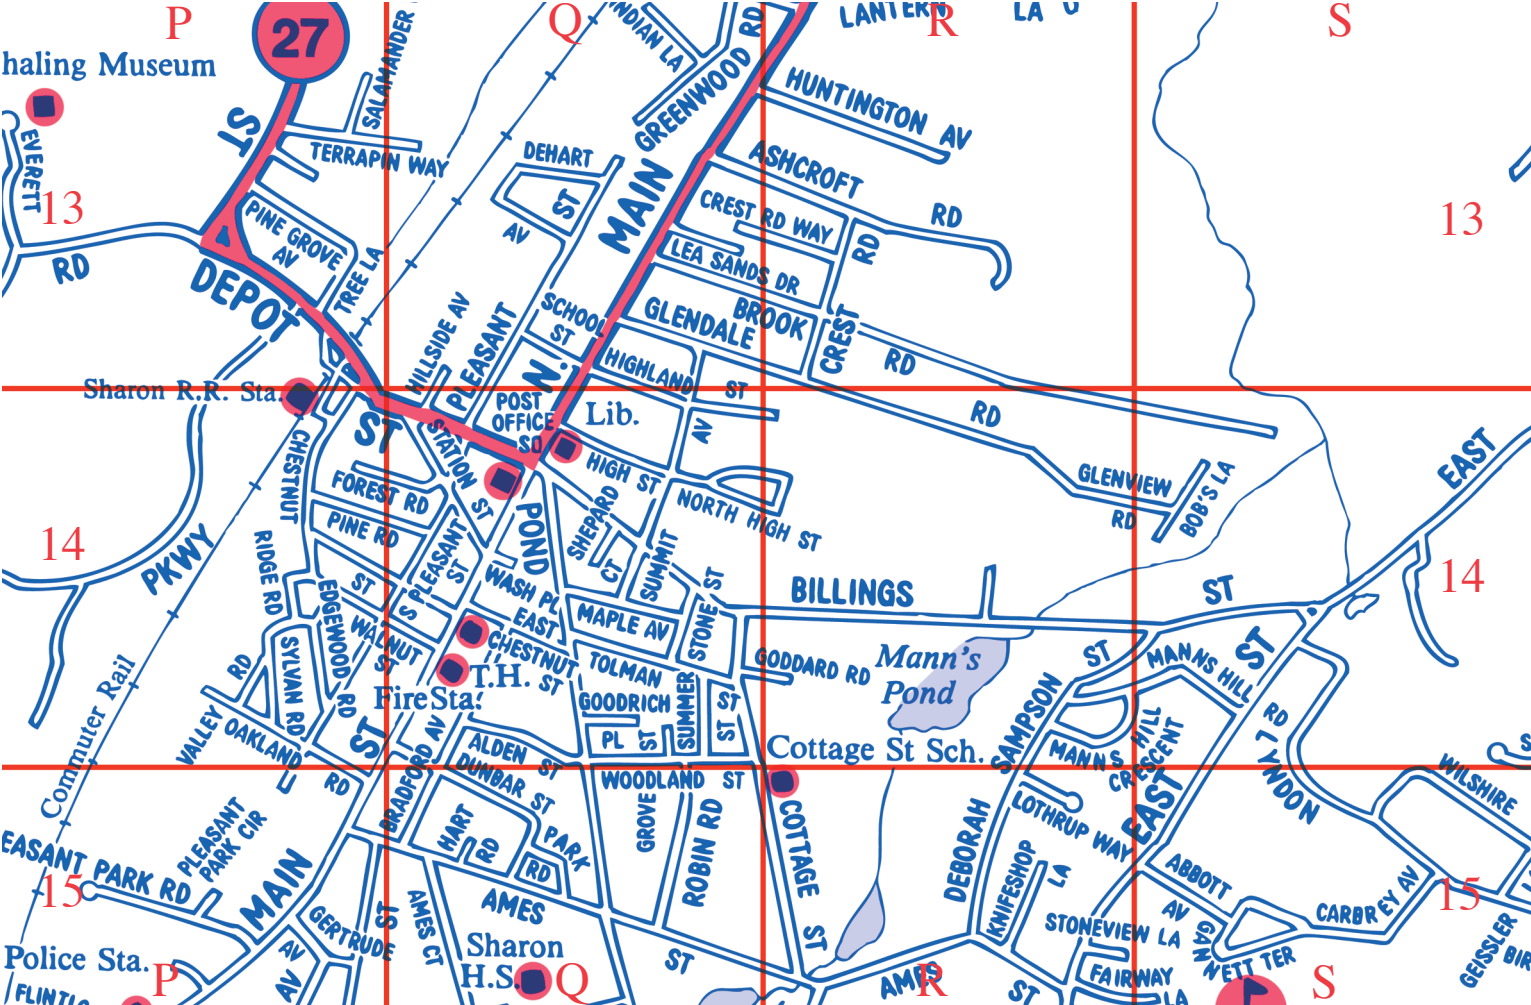 P
Q
R
S
27
LANTERN
LA
INDIAN LA
GREENWOOD RD
SALAMANDER
haling Museum
HUNTINGTON AV
ST
TERRAPIN WAY
DEHART
ST
AV
ASHCROFT
RD
EVERETT
13
13
MAIN
N.
CREST RD WAY
RD
PINE GROVE
AV
RD
LEA SANDS DR
TREE LA
DEPOT
ST
HILLSIDE AV
PLEASANT
SCHOOL
ST
GLENDALE
BROOK
CREST
RD
HIGHLAND
ST
RD
AV
Sharon R.R. Sta.
POST
OFFICE
SQ
Lib.
STATION
ST
CHESTNUT
HIGH ST
GLENVIEW
RD
BOB'S LA
EAST
FOREST RD
NORTH HIGH ST
PINE RD
POND
SHEPARD
CT
SUMMIT
14
14
PKWY
RIDGE RD
ST
S PLEASANT
ST
WASH PL
EAST
STONE ST
BILLINGS
ST
EDGEWOOD RD
WALNUT
ST
MAPLE AV
CHESTNUT
ST
TOLMAN
GODDARD RD
Mann's
Pond
ST
MANNS HILL
RD
ST
SYLVAN RD
RD
T.H.
Fire Sta.
GOODRICH
ST
SUMMER
ST
SAMPSON
VALLEY
OAKLAND
RD
ST
BRADFORD AV
ALDEN
ST
PL
ST
Cottage St Sch.
MANNS HILL
CRESCENT
LYNDON
Commuter Rail
DUNBAR ST
WOODLAND ST
WILSHIRE
PLEASANT
PARK CIR
HART
RD
PARK
RD
GROVE
ROBIN RD
COTTAGE
ST
DEBORAH
LOTHRUP WAY
EAST
EASANT PARK RD
15
15
MAIN
AMES
ST
KNIFESHOP
LA
ABBOTT
AV
CARBREY AV
GERTRUDE
AV
AV
ST
AMES CT
STONEVIEW LA
GANNETT TER
GEISSLER
BIR
Police Sta.
Sharon
H.S.
AMES
ST
FAIRWAY
LA
FLINTLO
P
Q
R
S